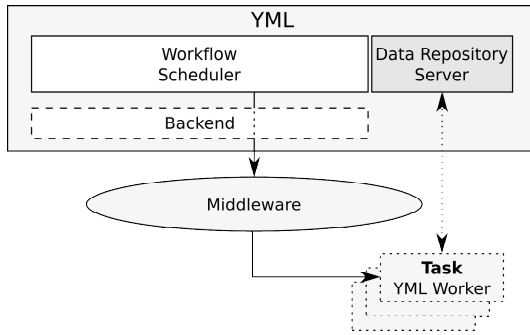 YML
Workflow
Scheduler
Data Repository
Server
Backend
Middleware
Task
YML Worker